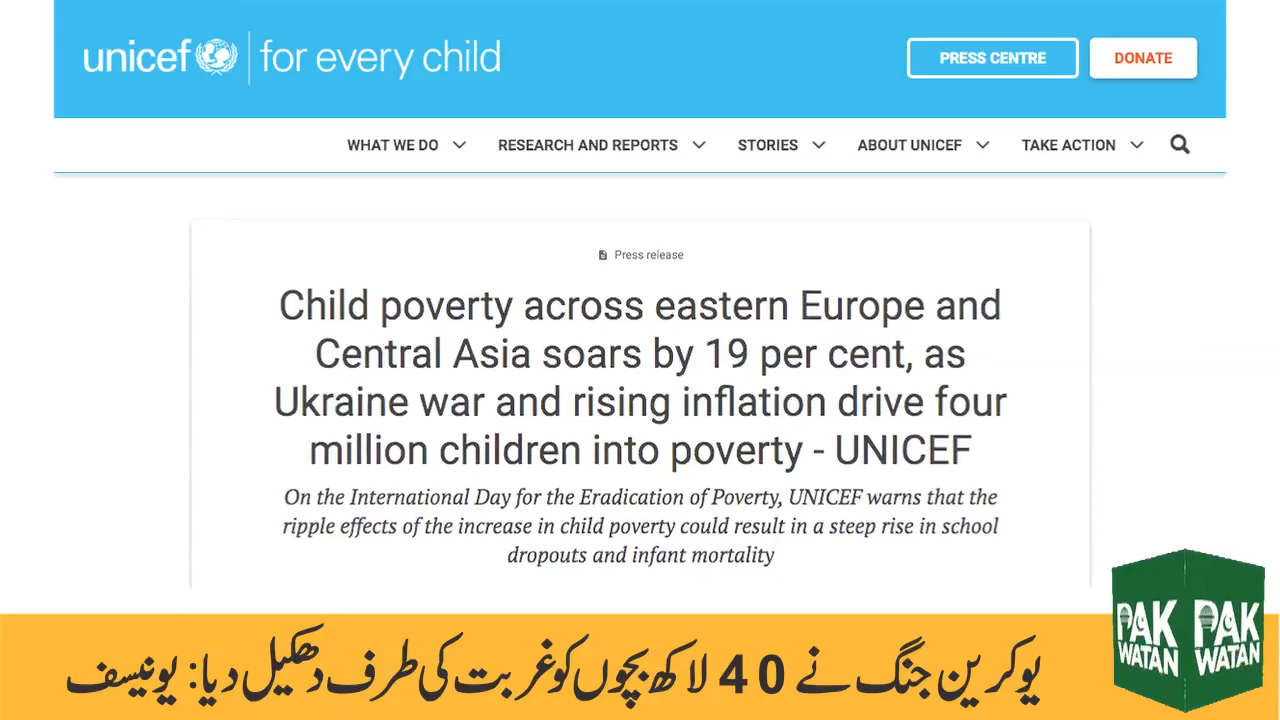 unicef for every child
PRESS CENTRE
DONATE
WHAT WE DO
RESEARCH AND REPORTS
STORIES
ABOUT UNICEF
TAKE ACTION
Press release
Child poverty across eastern Europe and
Central Asia soars by 19 per cent, as
Ukraine war and rising inflation drive four
million children into poverty - UNICEF
On the International Day for the Eradication of Poverty, UNICEF warns that the
ripple effects of the increase in child poverty could result in a steep rise in school
dropouts and infant mortality
PAK
WATAN
PAK
WATAN
یوکرین جنگ نے 40 لاکھ بچوں کو غربت کی طرف دھکیل دیا: یونیسف